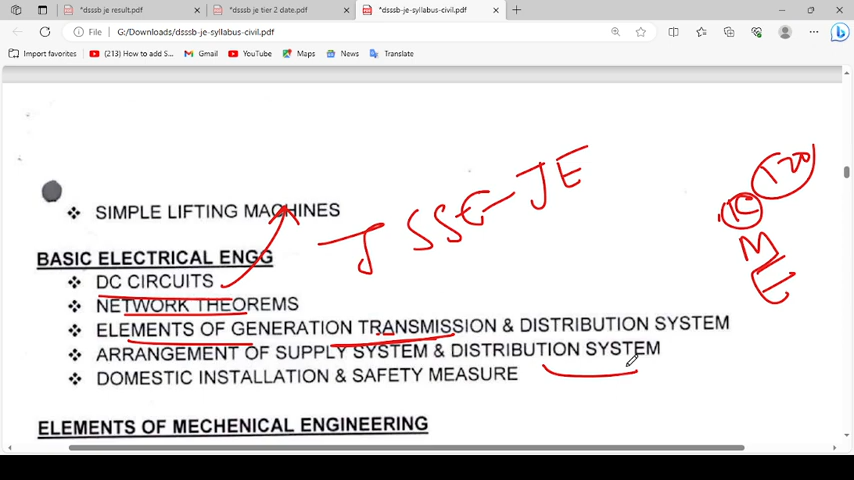 *dsssb je result.pdf
*dsssb je tier 2 date.pdf
*dsssb-je-syllabus-civil.pdf
File
G:/Downloads/dsssb-je-syllabus-civil.pdf
Import favorites
(213) How to add S...
Gmail
YouTube
Maps
News
Translate
120
J SSE-JE
M
E
❖ SIMPLE LIFTING MACHINES
BASIC ELECTRICAL ENGG
❖ DC CIRCUITS
❖ NETWORK THEOREMS
❖ ELEMENTS OF GENERATION TRANSMISSION & DISTRIBUTION SYSTEM
❖ ARRANGEMENT OF SUPPLY SYSTEM & DISTRIBUTION SYSTEM
❖ DOMESTIC INSTALLATION & SAFETY MEASURE
ELEMENTS OF MECHENICAL ENGINEERING